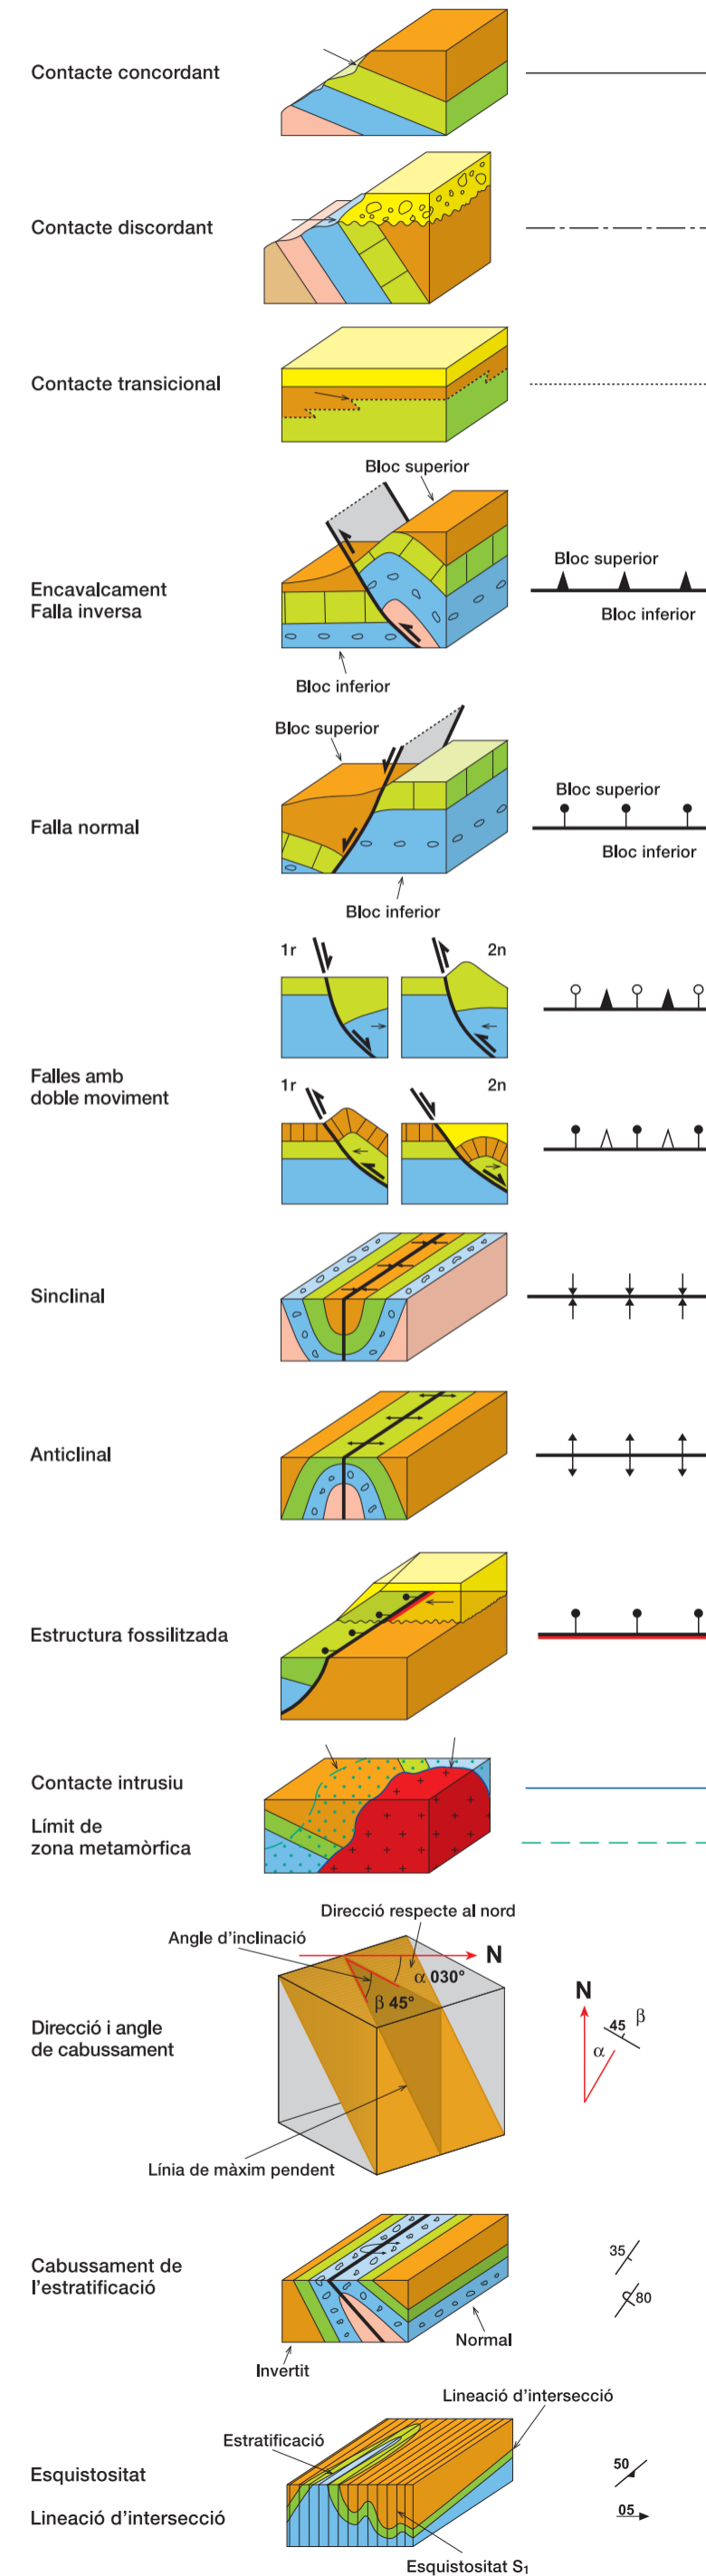 Contacte concordant
Contacte discordant
Contacte transicional
Bloc superior
Encavalcament
Falla inversa
Bloc superior
Bloc inferior
Bloc inferior
Bloc superior
Falla normal
Bloc superior
Bloc inferior
Bloc inferior
1r
2n
Falles amb
doble moviment
1r
2n
Sinclinal
Anticlinal
Estructura fossilitzada
Contacte intrusiu
Límit de
zona metamòrfica
Direcció respecte al nord
Angle d'inclinació
N
α 030°
β 45°
Direcció i angle
de cabussament
N
45 β
α
Línia de màxim pendent
Cabussament de
l'estratificació
35
80
Normal
Invertit
Lineació d'intersecció
Estratificació
Esquistositat
50
Lineació d'intersecció
05
Esquistositat S₁